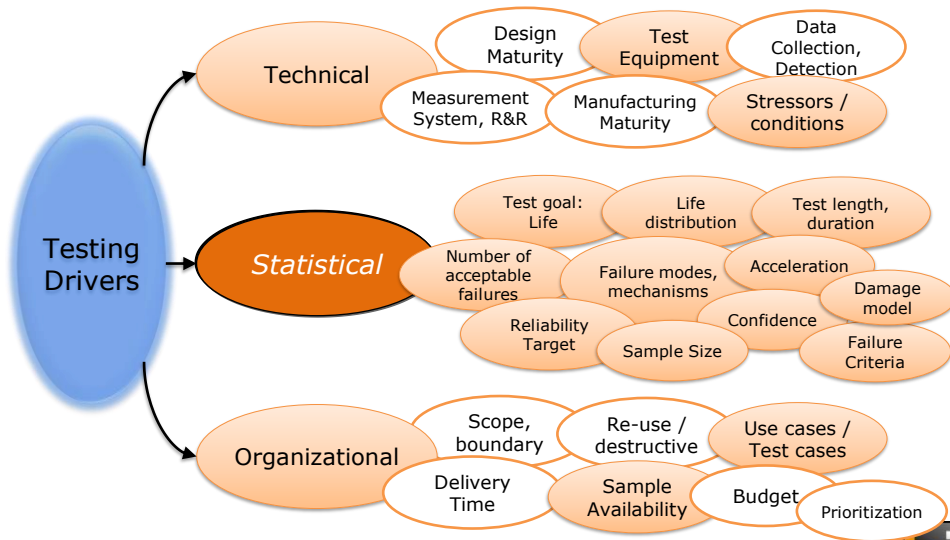 Testing
Drivers
Technical
Design
Maturity
Test
Equipment
Data
Collection,
Detection
Measurement
System, R&R
Manufacturing
Maturity
Stressors /
conditions
Statistical
Test goal:
Life
Life
distribution
Test length,
duration
Number of
acceptable
failures
Failure modes,
mechanisms
Acceleration
Damage
model
Reliability
Target
Sample Size
Confidence
Failure
Criteria
Organizational
Scope,
boundary
Re-use /
destructive
Use cases /
Test cases
Delivery
Time
Sample
Availability
Budget
Prioritization